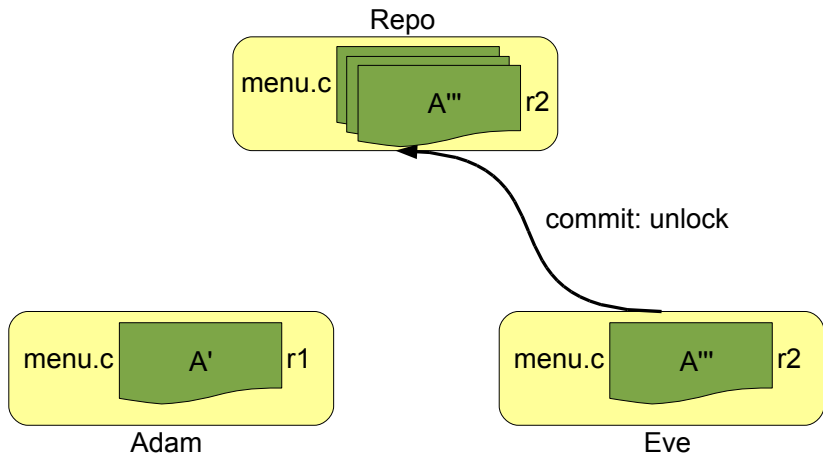 Repo
menu.c
A'''
r2
commit: unlock
menu.c
A'
r1
menu.c
A'''
r2
Adam
Eve